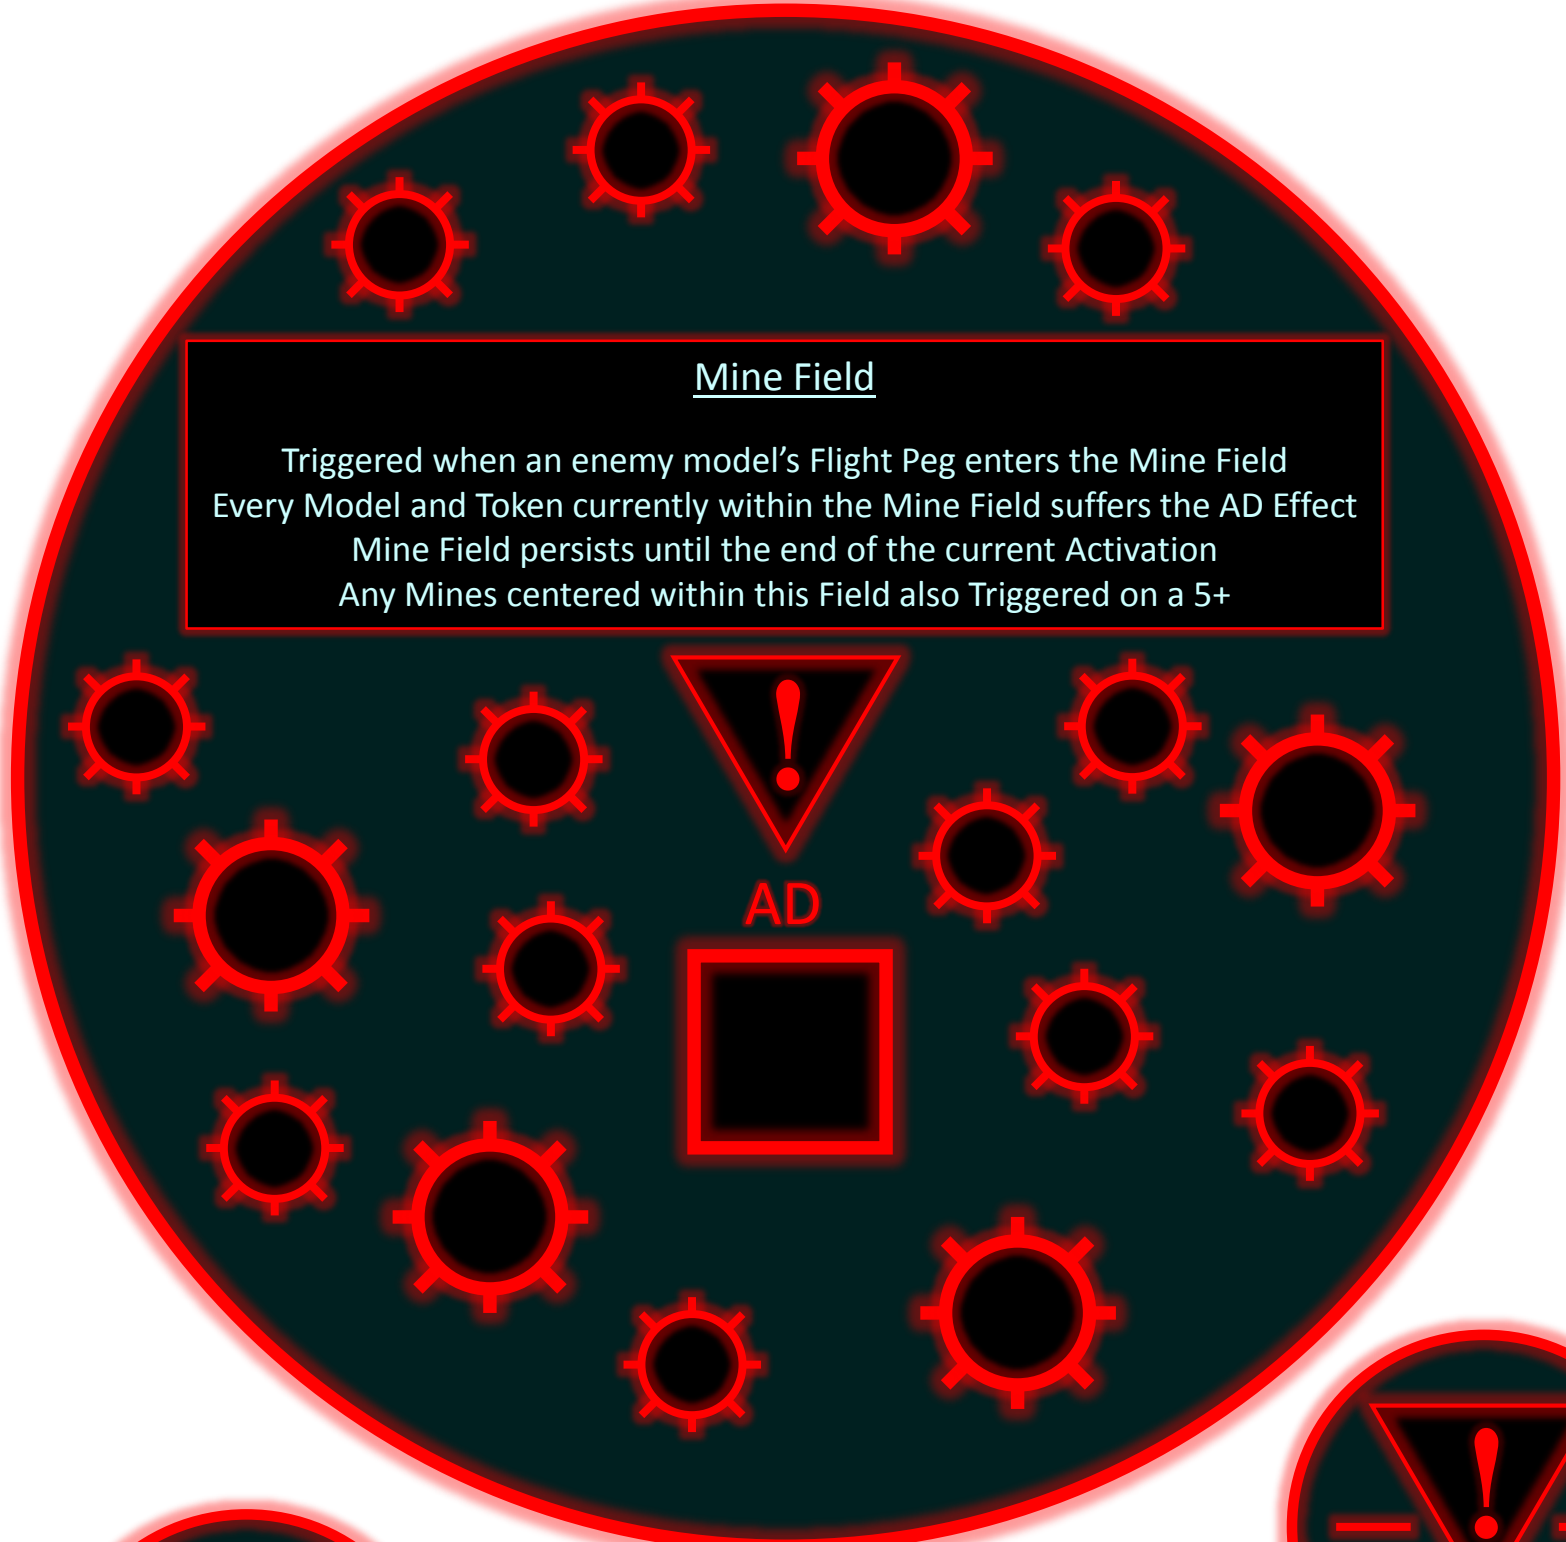 Mine Field
Triggered when an enemy model’s Flight Peg enters the Mine Field
Every Model and Token currently within the Mine Field suffers the AD Effect
Mine Field persists until the end of the current Activation
Any Mines centered within this Field also Triggered on a 5+
!
AD
!